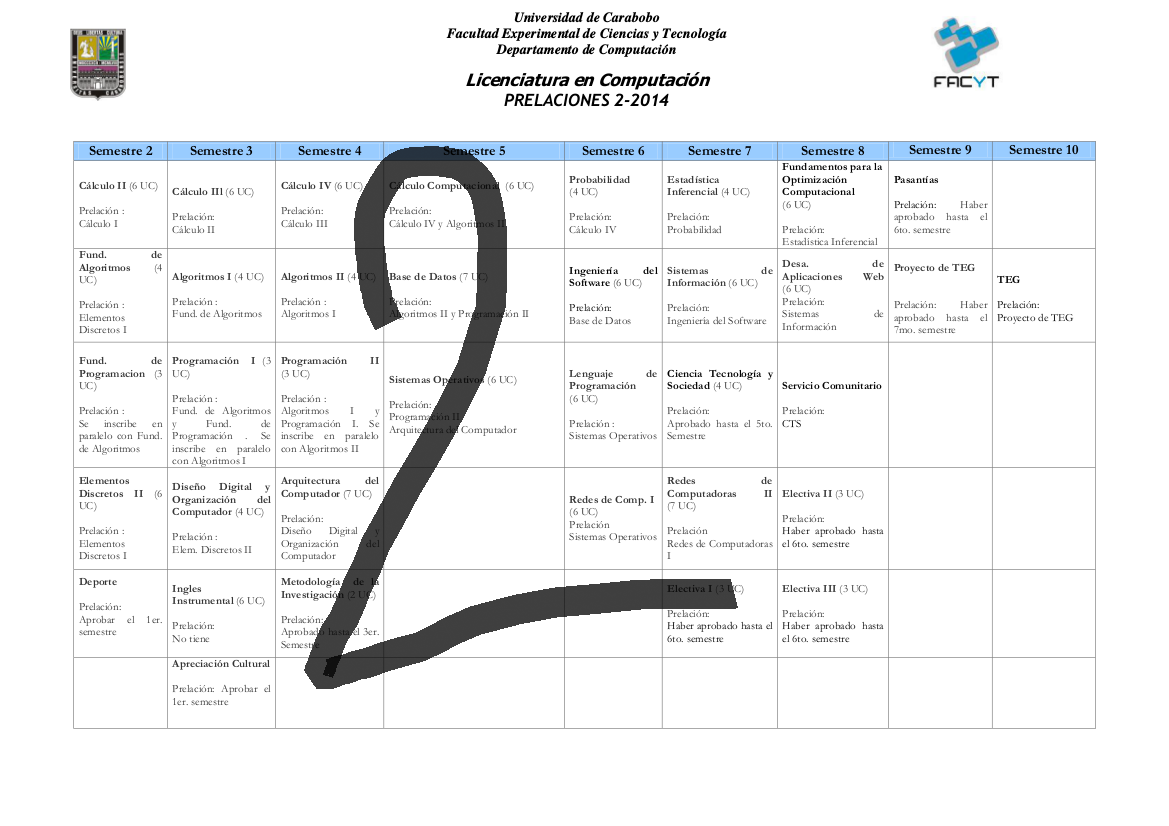 Universidad de Carabobo
Facultad Experimental de Ciencias y Tecnología
Departamento de Computación
Licenciatura en Computación
PRELACIONES 2-2014
FACYT
Semestre 2
Semestre 3
Semestre 4
Semestre 5
Semestre 6
Semestre 7
Semestre 8
Semestre 9
Semestre 10
Cálculo II (6 UC)
Prelación :
Cálculo I
Cálculo III (6 UC)
Prelación:
Cálculo II
Cálculo IV (6 UC)
Prelación:
Cálculo III
Cálculo Computacional (6 UC)
Prelación:
Cálculo IV y Algoritmos II
Probabilidad
(4 UC)
Prelación:
Cálculo IV
Estadística
Inferencial (4 UC)
Prelación:
Probabilidad
Fundamentos para la
Optimización
Computacional
(6 UC)
Prelación:
Estadística Inferencial
Pasantías
Prelación: Haber
aprobado hasta el
6to. semestre
Fund. de
Algoritmos (4
UC)
Prelación :
Elementos
Discretos I
Algoritmos I (4 UC)
Prelación :
Fund. de Algoritmos
Algoritmos II (4 UC)
Prelación :
Algoritmos I
Base de Datos (7 UC)
Prelación:
Algoritmos II y Programación II
Ingeniería del
Software (6 UC)
Prelación:
Base de Datos
Sistemas de
Información (6 UC)
Prelación:
Ingeniería del Software
Desa. de
Aplicaciones Web
(6 UC)
Prelación:
Sistemas de
Información
Proyecto de TEG
Prelación: Haber
aprobado hasta el
7mo. semestre
TEG
Prelación:
Proyecto de TEG
Fund. de
Programacion (3
UC)
Prelación :
Se inscribe en
paralelo con Fund.
de Algoritmos
Programación I (3
UC)
Prelación :
Fund. de Algoritmos
y Fund. de
Programación . Se
inscribe en paralelo
con Algoritmos I
Programación II
(3 UC)
Prelación :
Algoritmos I y
Programación I. Se
inscribe en paralelo
con Algoritmos II
Sistemas Operativos (6 UC)
Prelación:
Programación II
Arquitectura del Computador
Lenguaje de
Programación
(6 UC)
Prelación :
Sistemas Operativos
Ciencia Tecnología y
Sociedad (4 UC)
Prelación:
Aprobado hasta el 5to.
Semestre
Servicio Comunitario
Prelación:
CTS
Elementos
Discretos II (6
UC)
Prelación :
Elementos
Discretos I
Diseño Digital y
Organización del
Computador (4 UC)
Prelación :
Elem. Discretos II
Arquitectura del
Computador (7 UC)
Prelación:
Diseño Digital y
Organización del
Computador
Redes de Comp. I
(6 UC)
Prelación
Sistemas Operativos
Redes de
Computadoras II
(7 UC)
Prelación
Redes de Computadoras
I
Electiva II (3 UC)
Prelación:
Haber aprobado hasta
el 6to. semestre
Deporte
Prelación:
Aprobar el 1er.
semestre
Ingles
Instrumental (6 UC)
Prelación:
No tiene
Metodología de la
Investigación (2 UC)
Prelación:
Aprobado hasta el 3er.
Semestre
Electiva I (3 UC)
Prelación:
Haber aprobado hasta el
6to. semestre
Electiva III (3 UC)
Prelación:
Haber aprobado hasta
el 6to. semestre
Apreciación Cultural
Prelación: Aprobar el
1er. semestre
2